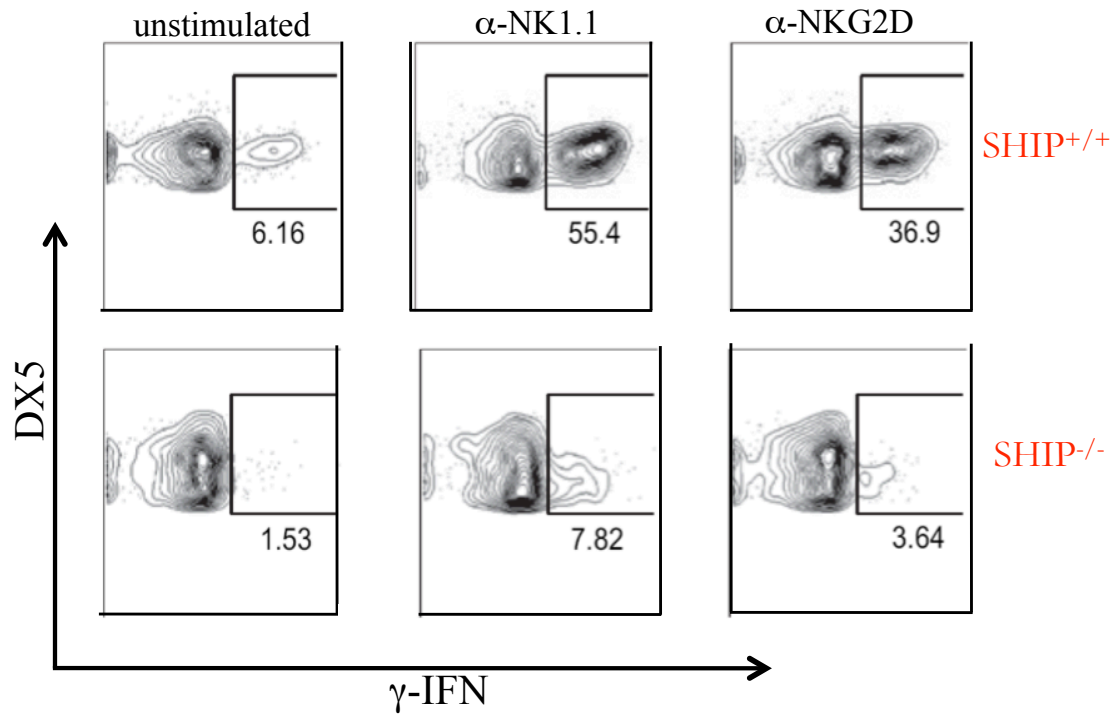 unstimulated
α-NK1.1
α-NKG2D
6.16
55.4
36.9
SHIP+/+
1.53
7.82
3.64
SHIP-/-
DX5
γ-IFN